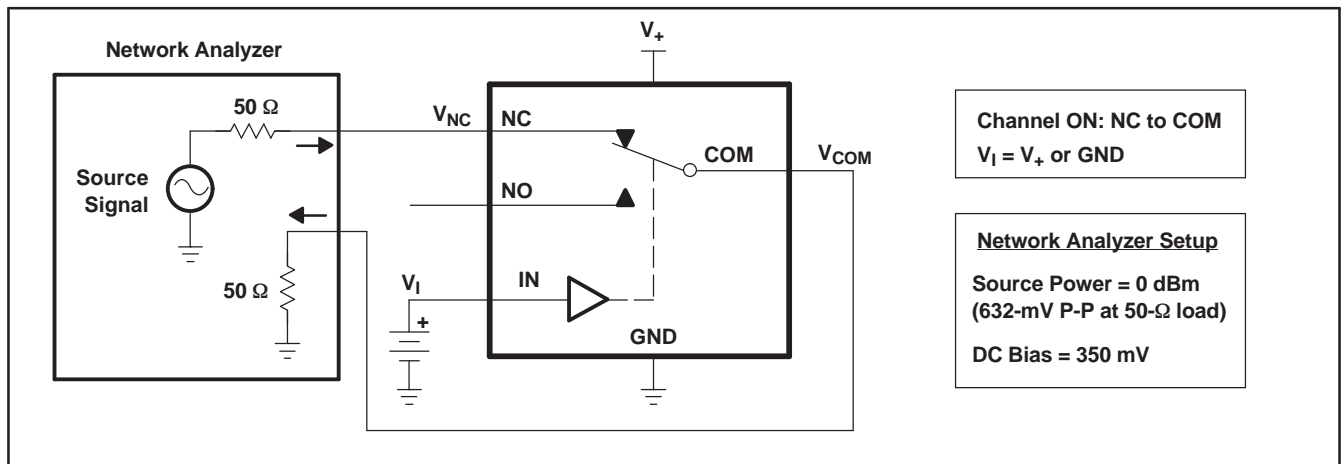 Network Analyzer
50 Ω
Source
Signal
50 Ω
V+
VNC
NC
COM
VCOM
NO
VI
IN
+
GND
Channel ON: NC to COM
VI = V+ or GND
Network Analyzer Setup
Source Power = 0 dBm
(632-mV P-P at 50-Ω load)
DC Bias = 350 mV